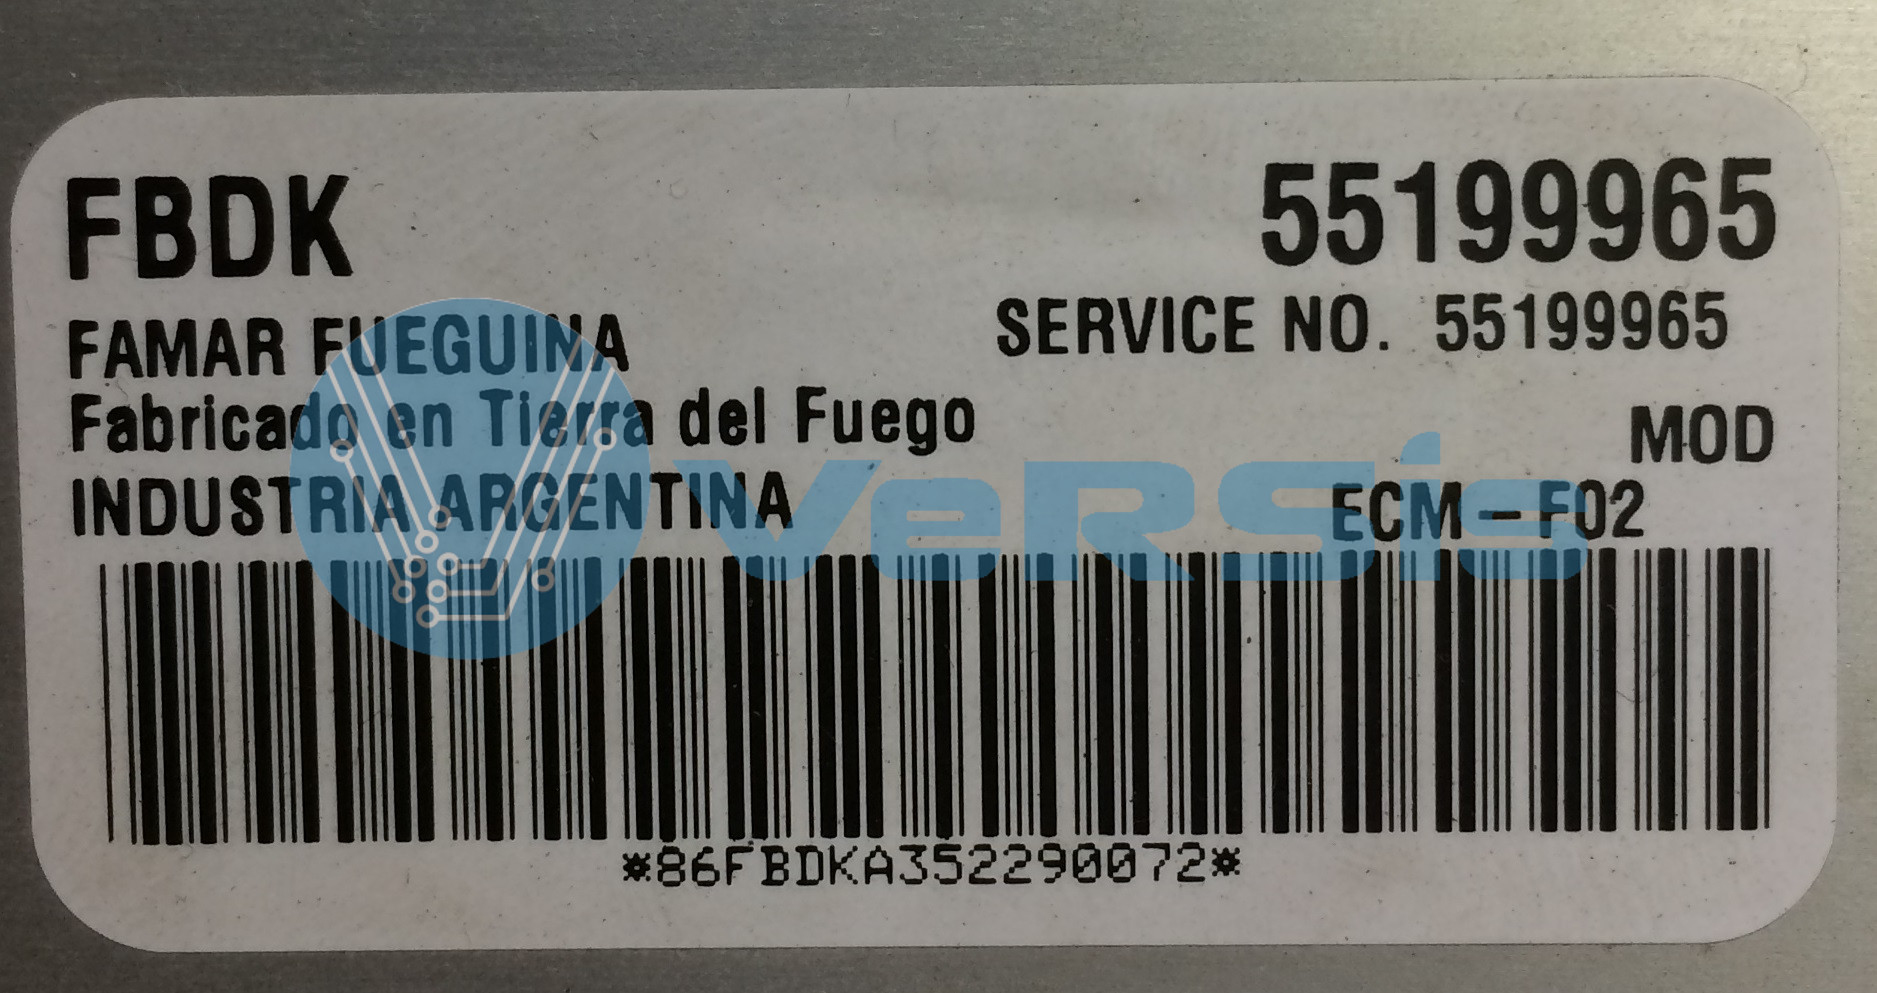 FBDK 55199965
FAMAR FUEGUINA SERVICE NO. 55199965
Fabricado en Tierra del Fuego MOD
INDUSTRIA ARGENTINA ECM-F02
VeRSis
*86FBDKA352290072*